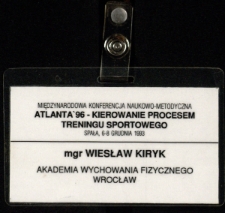 MIĘDZYNARODOWA KONFERENCJA NAUKOWO-METODYCZNA
ATLANTA'96 - KIEROWANIE PROCESEM
TRENINGU SPORTOWEGO
SPAŁA, 6-8 GRUDNIA 1993
mgr WIESŁAW KIRYK
AKADEMIA WYCHOWANIA FIZYCZNEGO
WROCŁAW